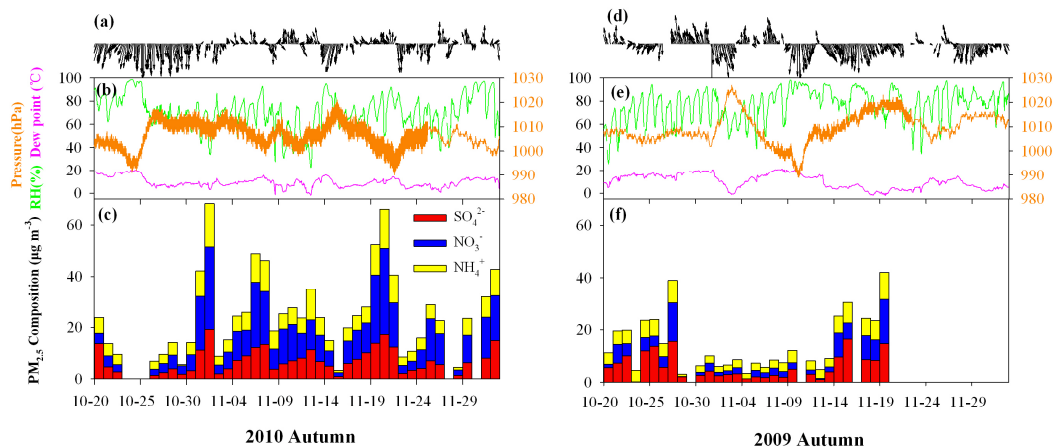 (a)
(d)
Pressure(hPa)
RH(%) Dew point (℃)
100
80
60
40
20
0
(b)
1030
1020
1010
1000
990
980
100
80
60
40
20
0
(e)
1030
1020
1010
1000
990
980
PM2.5 Composition (μg m-3)
60
40
20
0
(c)
SO4 2-
NO3 -
NH4 +
60
40
20
0
(f)
10-20 10-25 10-30 11-04 11-09 11-14 11-19 11-24 11-29
10-20 10-25 10-30 11-04 11-09 11-14 11-19 11-24 11-29
2010 Autumn
2009 Autumn